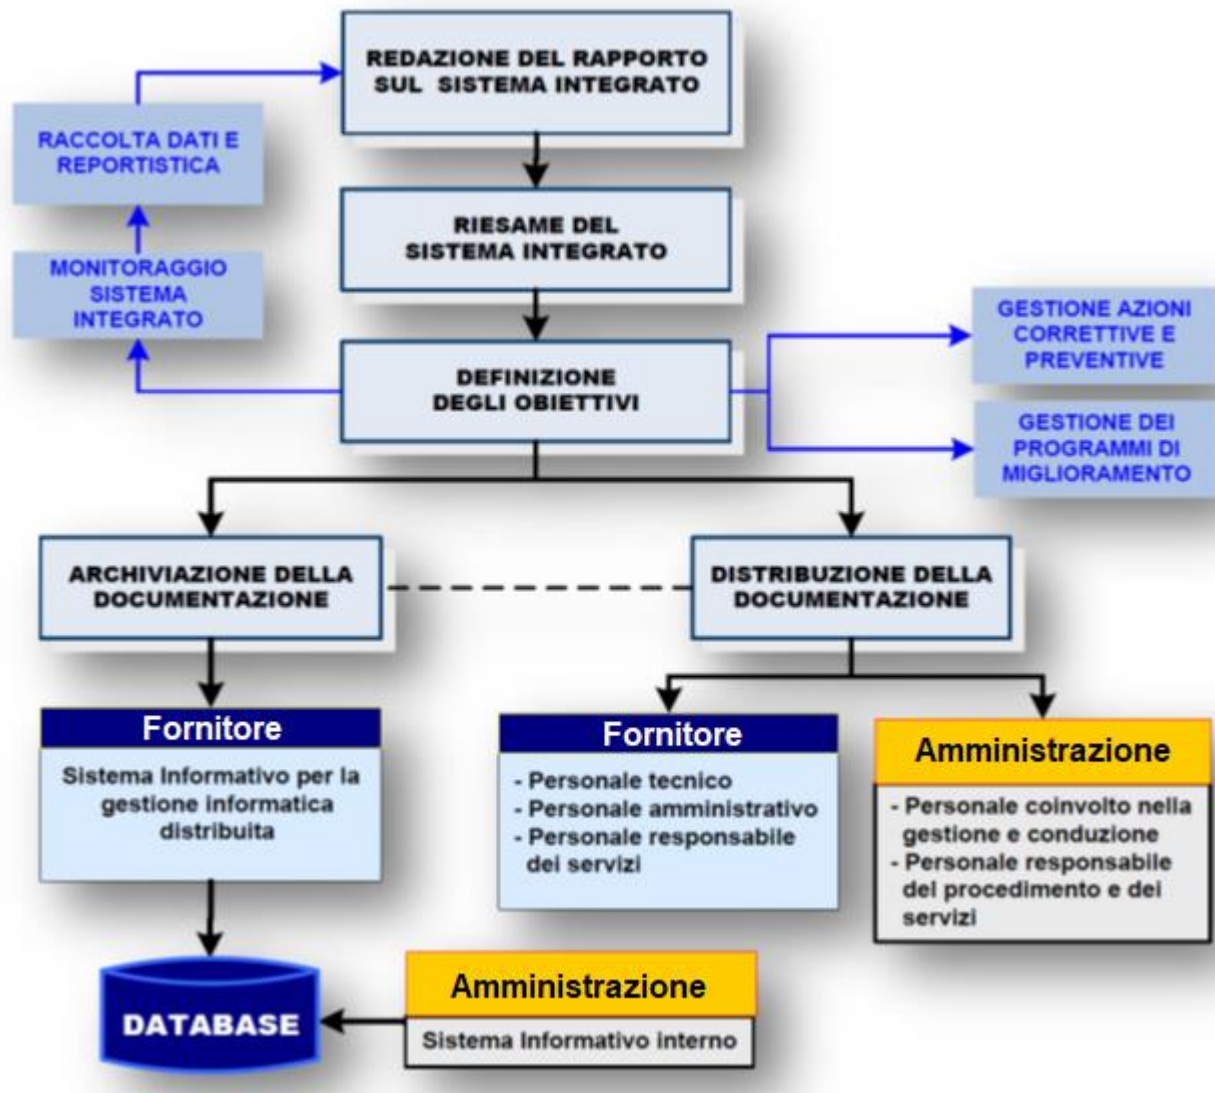 REDAZIONE DEL RAPPORTO
SUL SISTEMA INTEGRATO
RACCOLTA DATI E
REPORTISTICA
RIESAME DEL
SISTEMA INTEGRATO
MONITORAGGIO
SISTEMA
INTEGRATO
GESTIONE AZIONI
CORRETTIVE E
PREVENTIVE
DEFINIZIONE
DEGLI OBIETTIVI
GESTIONE DEI
PROGRAMMI DI
MIGLIORAMENTO
ARCHIVIAZIONE DELLA
DOCUMENTAZIONE
DISTRIBUZIONE DELLA
DOCUMENTAZIONE
Fornitore
Sistema Informativo per la
gestione informatica
distribuita
Fornitore
- Personale tecnico
- Personale amministrativo
- Personale responsabile
dei servizi
Amministrazione
- Personale coinvolto nella
gestione e conduzione
- Personale responsabile
del procedimento e dei
servizi
DATABASE
Amministrazione
Sistema Informativo interno